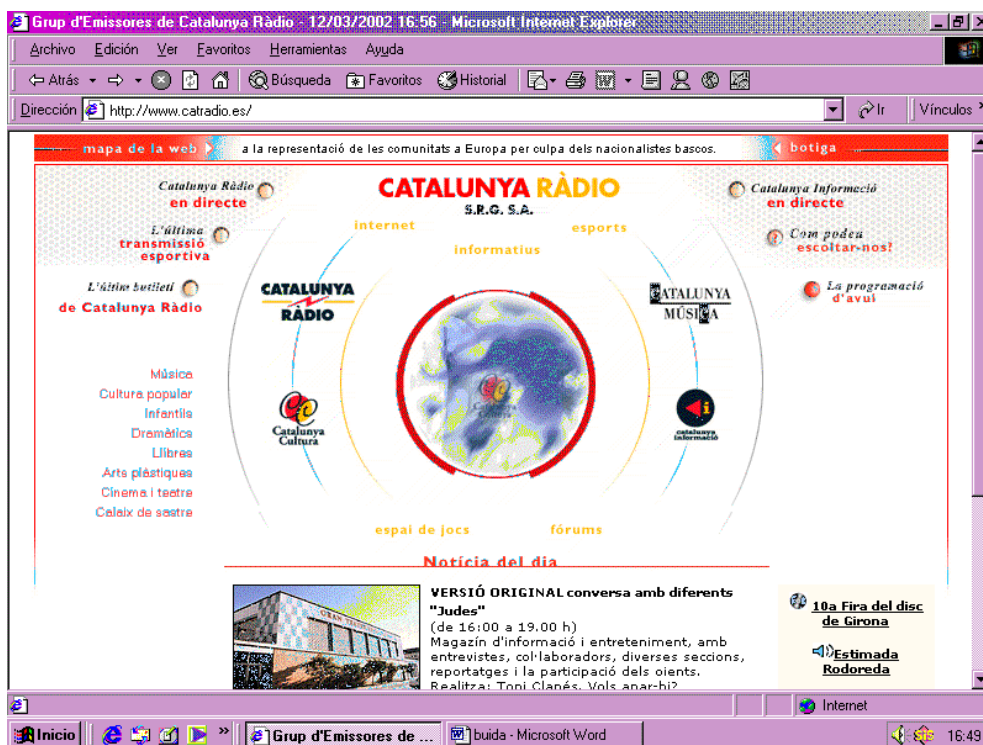 Grup d'Emissores de Catalunya Ràdio - 12/03/2002 16:56 - Microsoft Internet Explorer
Archivo Edición Ver Favoritos Herramientas Ayuda
Atrás Búsqueda Favoritos Historial
Dirección http://www.catradio.es/ Ir Vínculos
mapa de la web a la representació de les comunitats a Europa per culpa dels nacionalistes bascos. botiga
Catalunya Ràdio
en directe
L'última
transmissió
esportiva
L'últim butlletí
de Catalunya Ràdio
CATALUNYA RÀDIO
S.R.G. S.A.
internet
informatius
esports
Catalunya Informació
en directe
Com podeu
escoltar-nos?
La programació
d'avui
CATALUNYA
RÀDIO
CATALUNYA
MÚSICA
Música
Cultura popular
Infantils
Dramàtics
Llibres
Arts plàstiques
Cinema i teatre
Calaix de sastre
Catalunya
Cultura
Catalunya
Cultura
i
catalunya
informació
espai de jocs
fórums
Notícia del dia
GRAN
VERSIÓ ORIGINAL conversa amb diferents
"Judes"
(de 16:00 a 19.00 h)
Magazín d'informació i entreteniment, amb
entrevistes, col·laboradors, diverses seccions,
reportatges i la participació dels oients.
Realitza: Toni Clapés. Vols anar-hi?
10a Fira del disc
de Girona
Estimada
Rodoreda
Internet
Inicio » Grup d'Emissores de ... buida - Microsoft Word 16:49